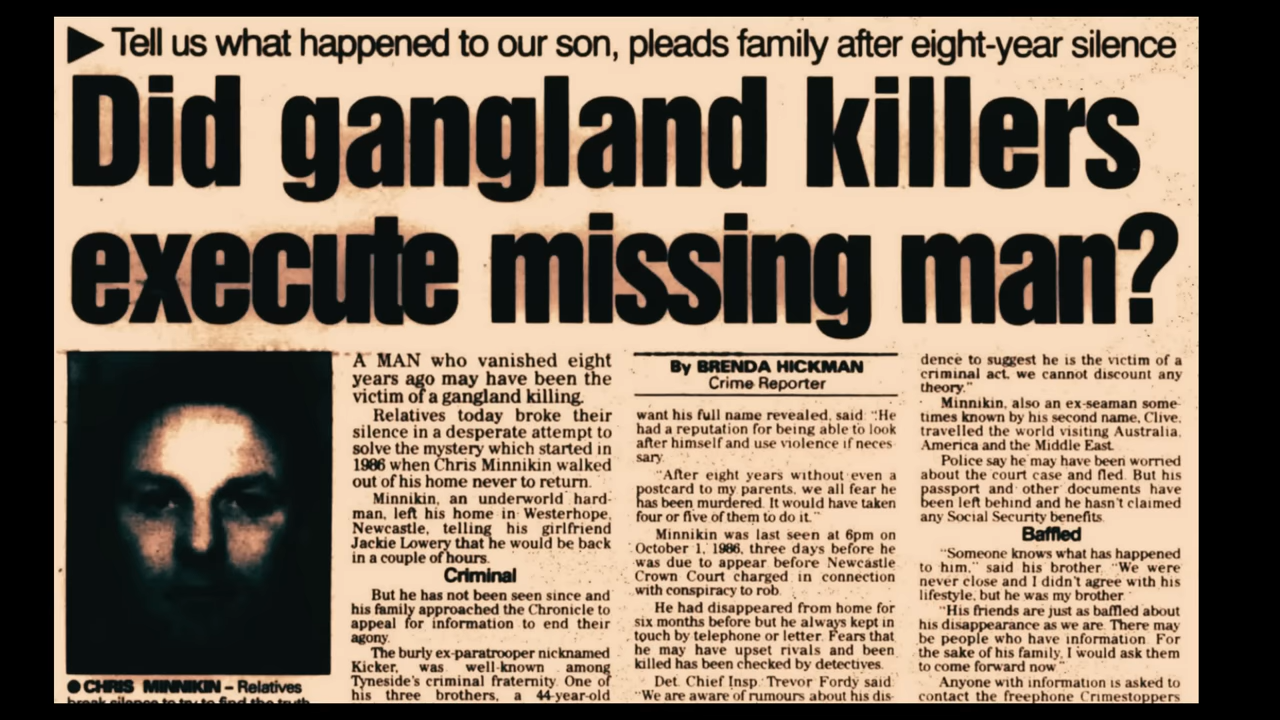 ▶ Tell us what happened to our son, pleads family after eight-year silence
Did gangland killers
execute missing man?
● CHRIS MINNIKIN – Relatives
break silence to try to find the truth
A MAN who vanished eight
years ago may have been the
victim of a gangland killing.
Relatives today broke their
silence in a desperate attempt to
solve the mystery which started in
1986 when Chris Minnikin walked
out of his home never to return.
Minnikin, an underworld hard-
man, left his home in Westerhope,
Newcastle, telling his girlfriend
Jackie Lowery that he would be back
in a couple of hours.
Criminal
But he has not been seen since and
his family approached the Chronicle to
appeal for information to end their
agony.
The burly ex-paratrooper nicknamed
Kicker, was well-known among
Tyneside's criminal fraternity. One of
his three brothers, a 44-year-old
By BRENDA HICKMAN
Crime Reporter
want his full name revealed, said: "He
had a reputation for being able to look
after himself and use violence if neces-
sary.
"After eight years without even a
postcard to my parents, we all fear he
has been murdered. It would have taken
four or five of them to do it."
Minnikin was last seen at 6pm on
October 1, 1986, three days before he
was due to appear before Newcastle
Crown Court charged in connection
with conspiracy to rob.
He had disappeared from home for
six months before but he always kept in
touch by telephone or letter. Fears that
he may have upset rivals and been
killed has been checked by detectives.
Det. Chief Insp. Trevor Fordy said:
"We are aware of rumours about his dis-
dence to suggest he is the victim of a
criminal act, we cannot discount any
theory."
Minnikin, also an ex-seaman some-
times known by his second name, Clive,
travelled the world visiting Australia,
America and the Middle East.
Police say he may have been worried
about the court case and fled. But his
passport and other documents have
been left behind and he hasn't claimed
any Social Security benefits.
Baffled
"Someone knows what has happened
to him," said his brother. "We were
never close and I didn't agree with his
lifestyle, but he was my brother.
"His friends are just as baffled about
his disappearance as we are. There may
be people who have information. For
the sake of his family, I would ask them
to come forward now."
Anyone with information is asked to
contact the freephone Crimestoppers